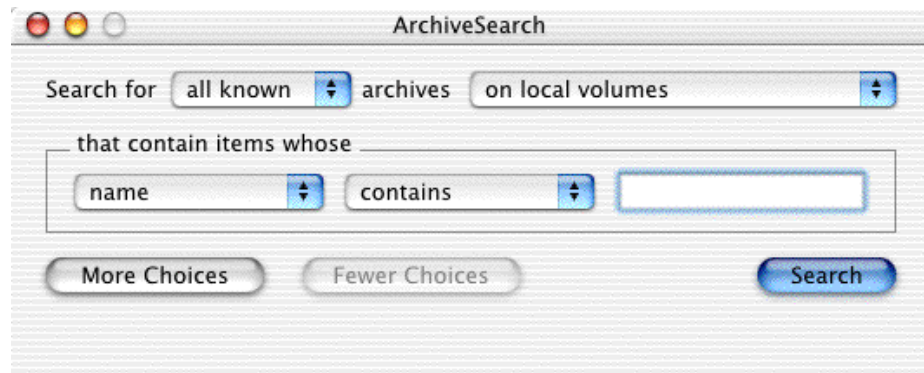 ArchiveSearch
Search for all known archives on local volumes
that contain items whose
name contains
More Choices Fewer Choices Search